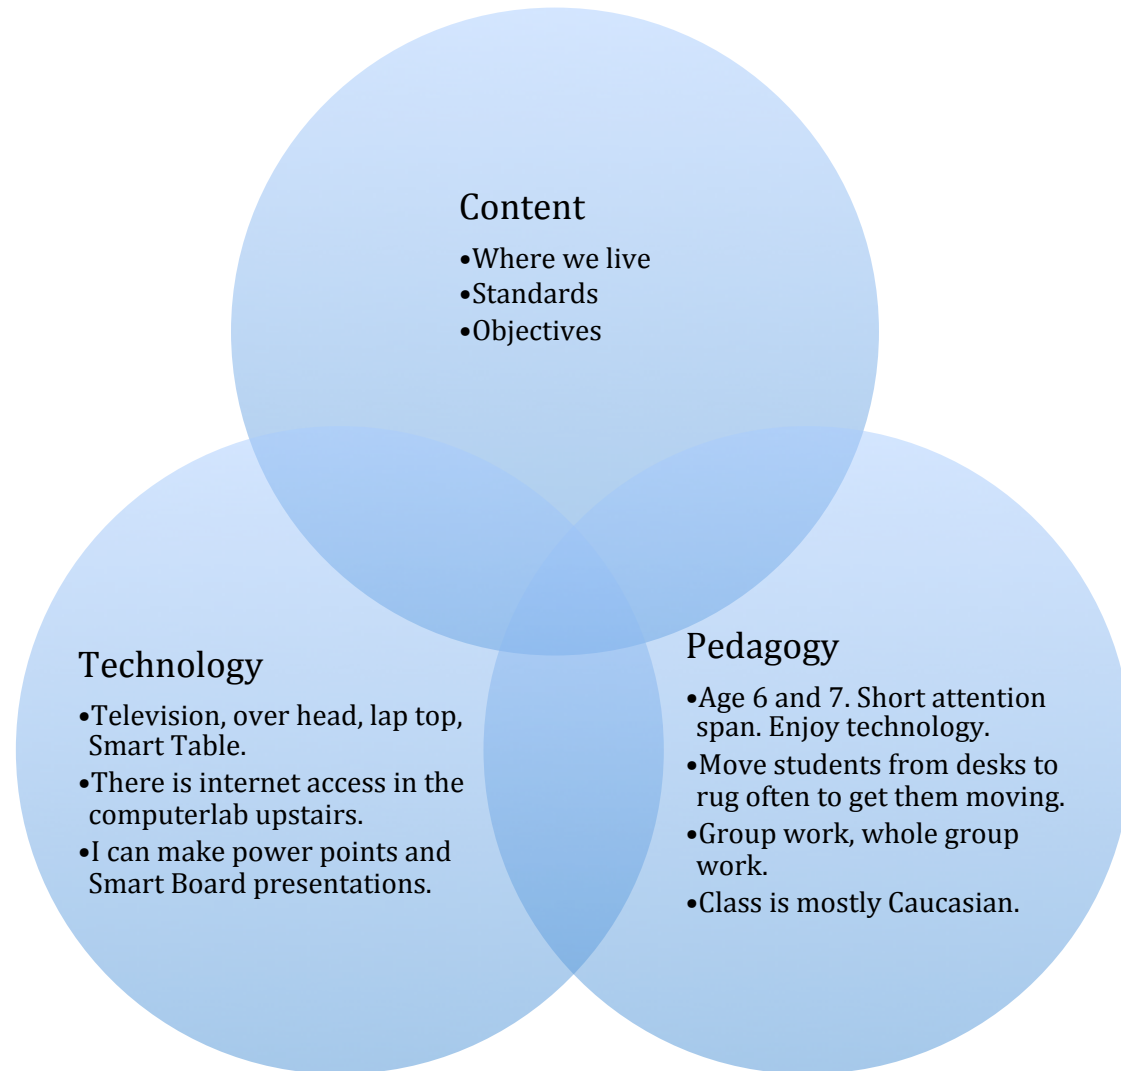 Content
•Where we live
•Standards
•Objectives
Technology
•Television, over head, lap top,
Smart Table.
•There is internet access in the
computerlab upstairs.
•I can make power points and
Smart Board presentations.
Pedagogy
•Age 6 and 7. Short attention
span. Enjoy technology.
•Move students from desks to
rug often to get them moving.
•Group work, whole group
work.
•Class is mostly Caucasian.